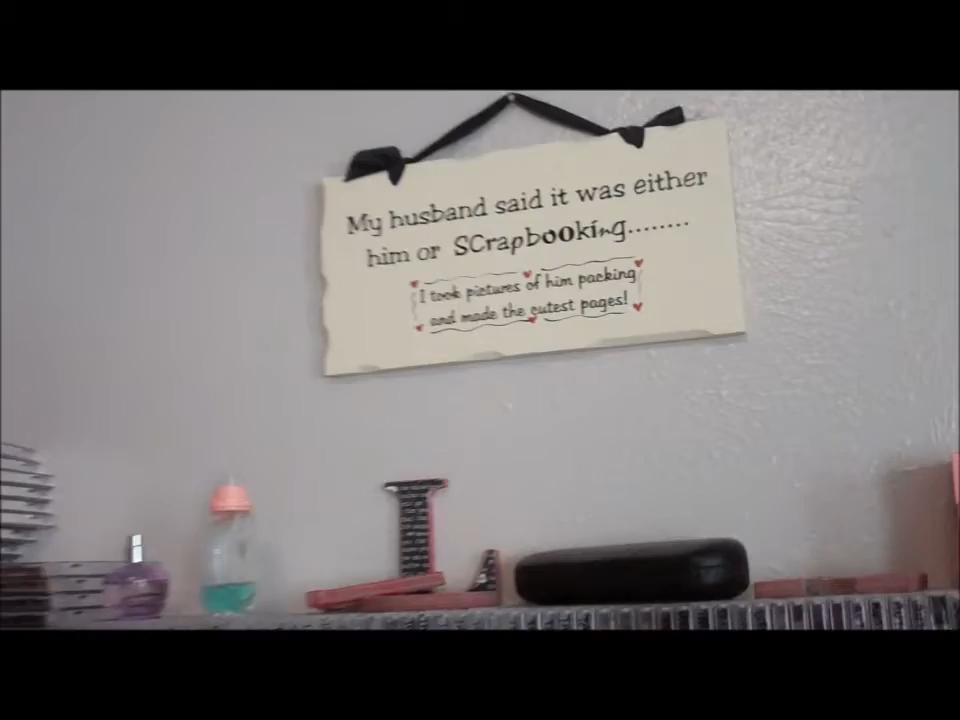 My husband said it was either
him or SCrapbooking........
I took pictures of him packing
and made the cutest pages!